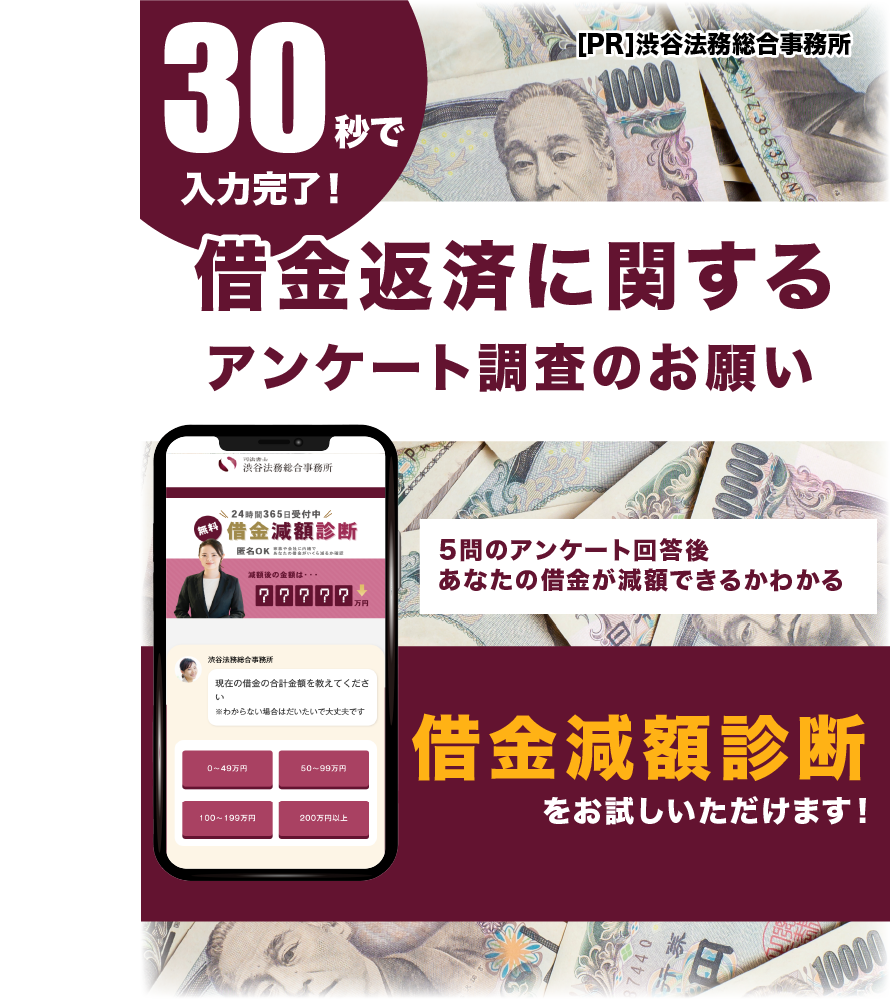 30秒で
入力完了!
[PR]渋谷法務総合事務所
10000
MZ365376N
借金返済に関する
アンケート調査のお願い
司法書士
渋谷法務総合事務所
24時間365日受付中
無料
借金減額診断
匿名OK
減額後の金額は・・・
?????
万円
渋谷法務総合事務所
現在の借金の合計金額を教えてくださ
い
※わからない場合はだいたいで大丈夫です
0～49万円
50～99万円
100～199万円
200万円以上
5問のアンケート回答後
あなたの借金が減額できるかわかる
借金減額診断
をお試しいただけます!
10000